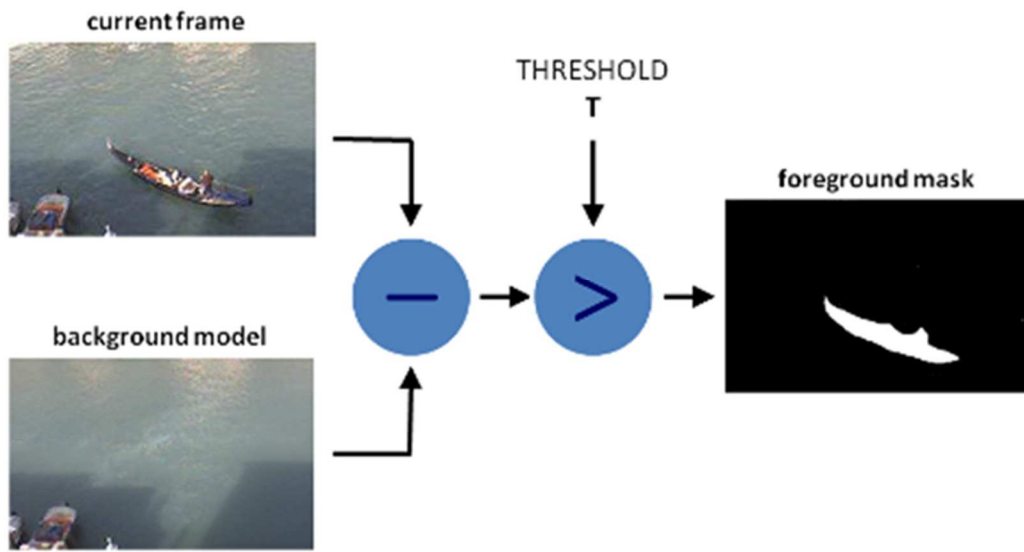 current frame
THRESHOLD
T
foreground mask
−
>
background model